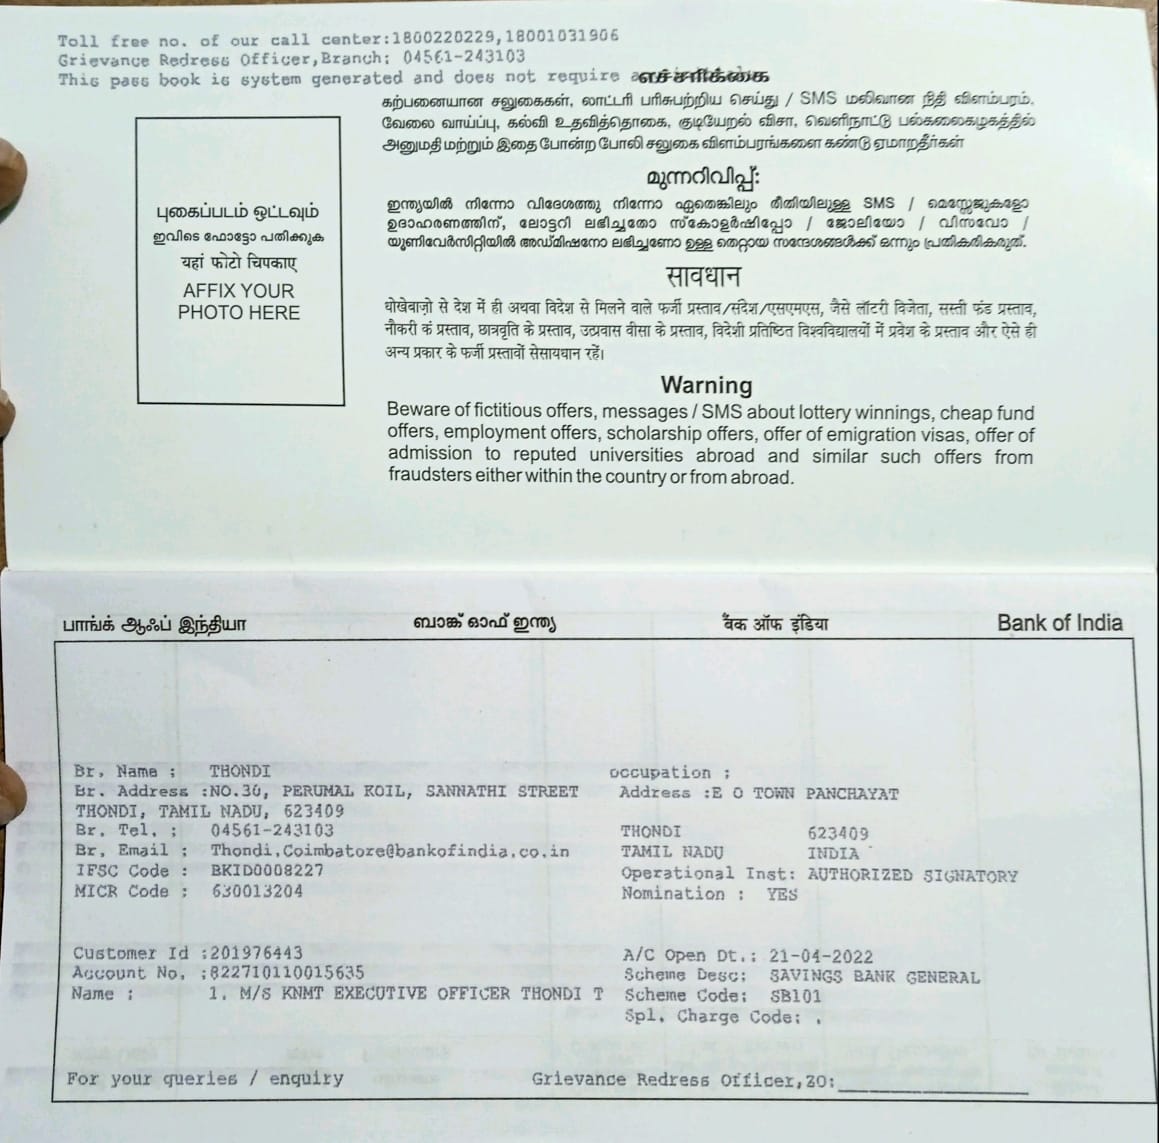 Toll free no. of our call center:1800220229,18001031906
Grievance Redress Officer,Branch: 04561-243103
This pass book is system generated and does not require
எச்சரிக்கை
கற்பனையான சலுகைகள், லாட்டரி பரிசுபற்றிய செய்து / SMS மலிவான நிதி விளம்பரம்,
வேலை வாய்ப்பு, கல்வி உதவித்தொகை, குடியேறல் விசா, வெளிநாட்டு பல்கலைகழகத்தில்
அனுமதி மற்றும் இதை போன்ற போலி சலுகை விளம்பரங்களை கண்டு ஏமாறதீர்கள்
புகைப்படம் ஒட்டவும்
ഇവിടെ ഫോട്ടോ പതിക്കുക
यहां फोटो चिपकाए
AFFIX YOUR
PHOTO HERE
മുന്നറിവിപ്പ്:
ഇന്ത്യയിൽ നിന്നോ വിദേശത്തു നിന്നോ ഏതെങ്കിലും രീതിയിലുള്ള SMS / മെസ്സേജുകളോ
ഉദാഹരണത്തിന്, ലോട്ടറി ലഭിച്ചതോ സ്കോളർഷിപ്പോ / ജോലിയോ / വിസവോ /
യൂണിവേർസിറ്റിയിൽ അഡ്മിഷനോ ലഭിച്ചണോ ഉള്ള തെറ്റായ സന്ദേശങ്ങൾക്ക് ഒന്നും പ്രതികരികരുത്.
सावधान
धोखेवाज़ो से देश में ही अथवा विदेश से मिलने वाले फर्जी प्रस्ताव/संदेश/एसएमएस, जैसे लॉटरी विजेता, सस्ती फंड प्रस्ताव,
नौकरी कं प्रस्ताव, छात्रवृति के प्रस्ताव, उत्प्रवास वीसा के प्रस्ताव, विदेशी प्रतिष्ठित विश्वविद्यालयों में प्रवेश के प्रस्ताव और ऐसे ही
अन्य प्रकार के फर्जी प्रस्तावों सेसायधान रहें।
Warning
Beware of fictitious offers, messages / SMS about lottery winnings, cheap fund
offers, employment offers, scholarship offers, offer of emigration visas, offer of
admission to reputed universities abroad and similar such offers from
fraudsters either within the country or from abroad.
பாங்க் ஆஃப் இந்தியா ബാങ്ക് ഓഫ് ഇന്ത്യ बैंक ऑफ इंडिया Bank of India
Br. Name : THONDI occupation :
Br. Address :NO.30, PERUMAL KOIL, SANNATHI STREET Address :E O TOWN PANCHAYAT
THONDI, TAMIL NADU, 623409
Br. Tel. : 04561-243103 THONDI 623409
Br. Email : Thondi.Coimbatore@bankofindia.co.in TAMIL NADU INDIA
IFSC Code : BKID0008227 Operational Inst: AUTHORIZED SIGNATORY
MICR Code : 630013204 Nomination : YES
Customer Id :201976443 A/C Open Dt.: 21-04-2022
Account No. :822710110015635 Scheme Desc: SAVINGS BANK GENERAL
Name : 1. M/S KNMT EXECUTIVE OFFICER THONDI T Scheme Code: SB101
Spl. Charge Code: .
For your queries / enquiry Grievance Redress Officer,ZO: